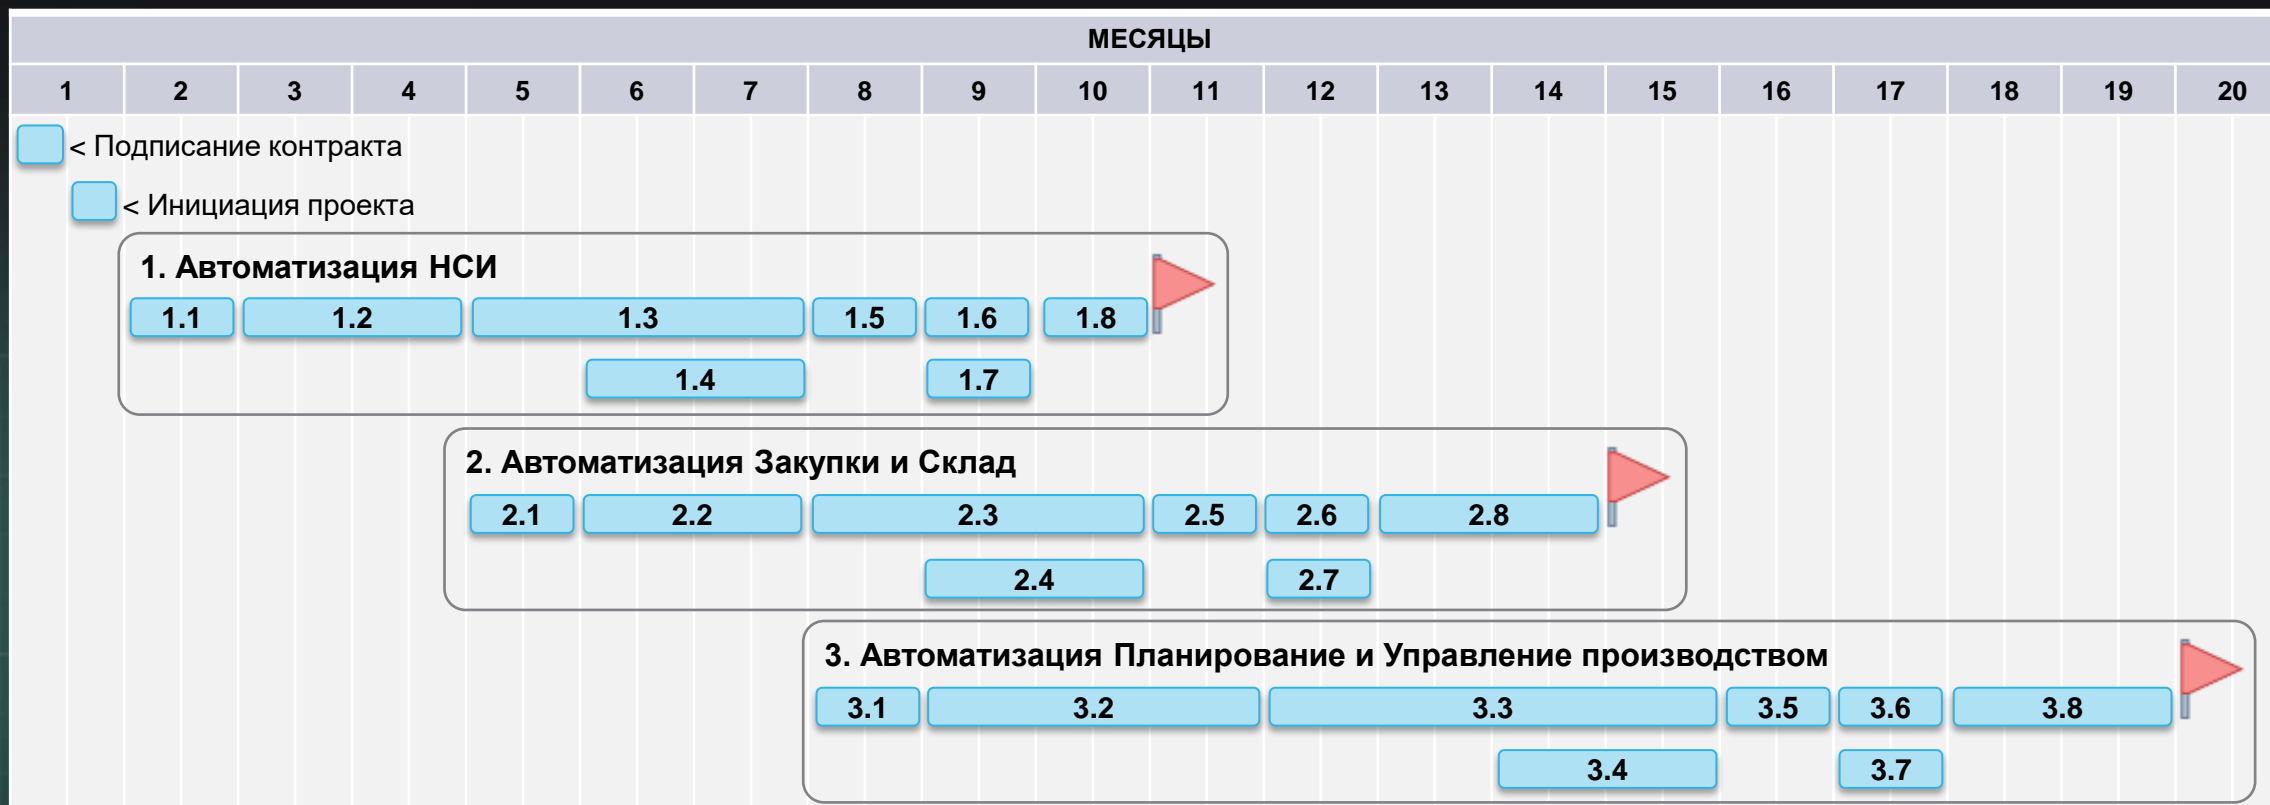 МЕСЯЦЫ
1 2 3 4 5 6 7 8 9 10 11 12 13 14 15 16 17 18 19 20
< Подписание контракта
< Инициация проекта
1. Автоматизация НСИ
1.1 1.2 1.3 1.5 1.6 1.8
1.4 1.7
2. Автоматизация Закупки и Склад
2.1 2.2 2.3 2.5 2.6 2.8
2.4 2.7
3. Автоматизация Планирование и Управление производством
3.1 3.2 3.3 3.5 3.6 3.8
3.4 3.7